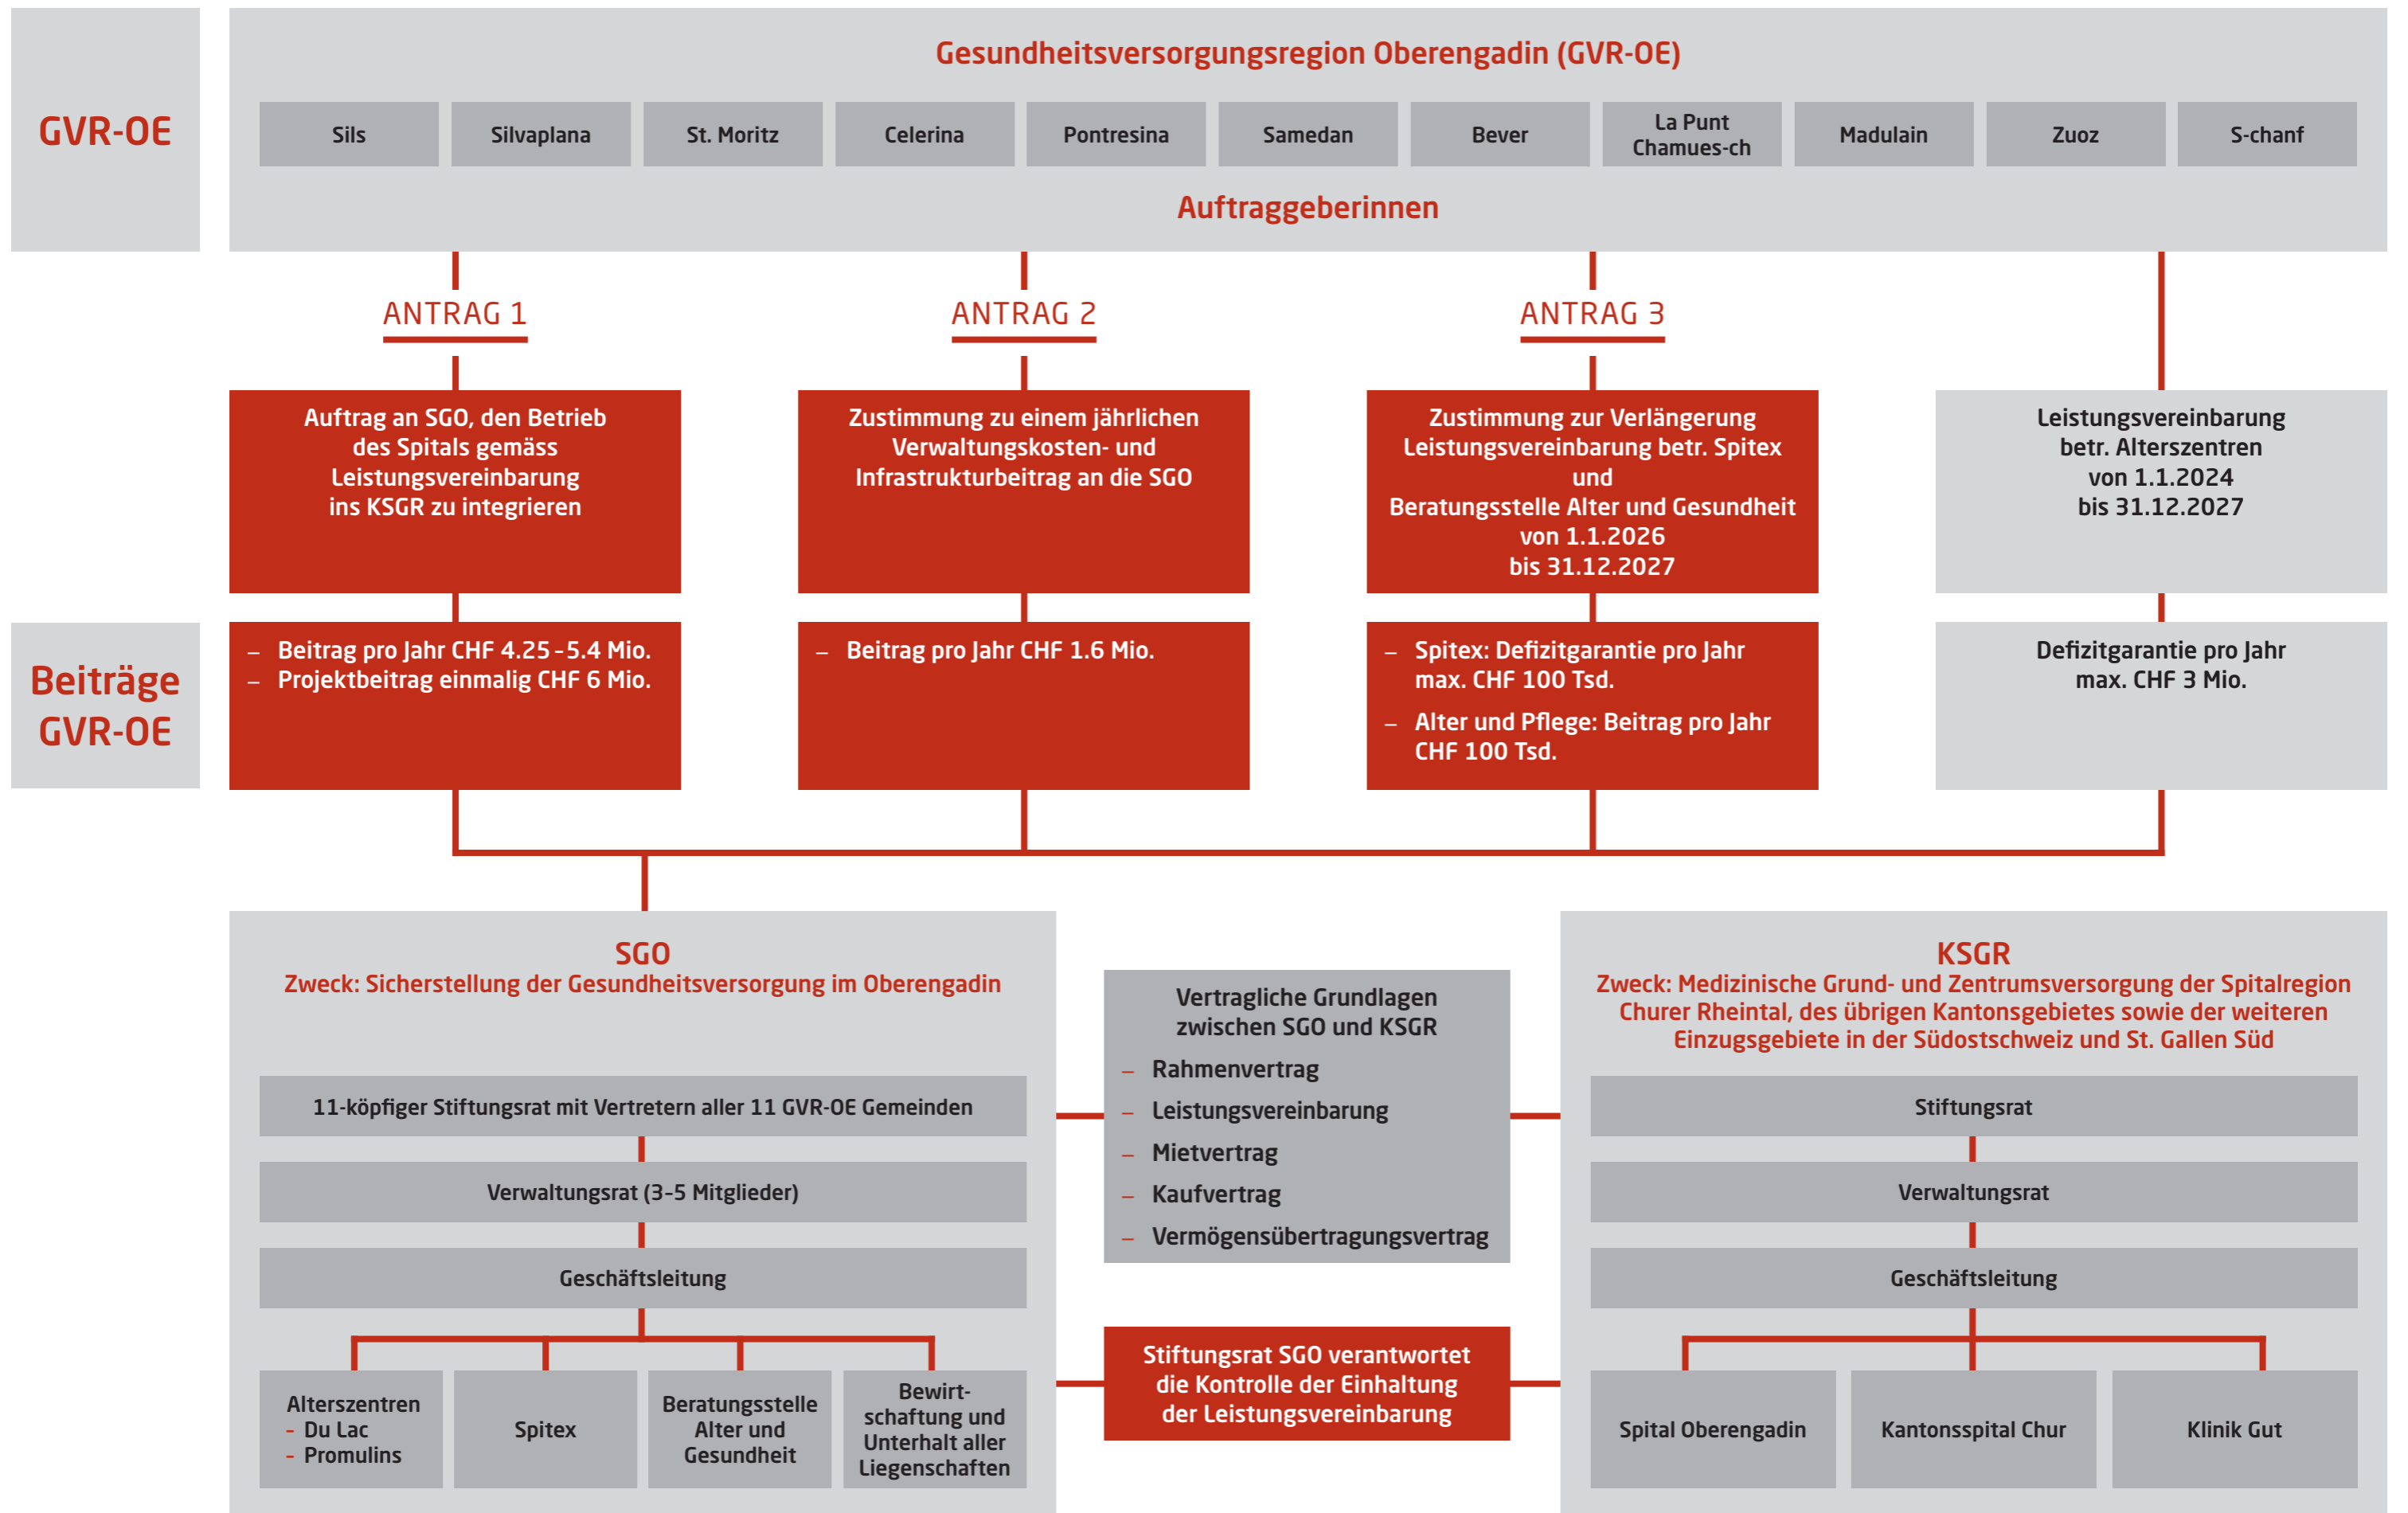 GVR-OE
Gesundheitsversorgungsregion Oberengadin (GVR-OE)
Sils
Silvaplana
St. Moritz
Celerina
Pontresina
Samedan
Bever
La Punt
Chamues-ch
Madulain
Zuoz
S-chanf
Auftraggeberinnen
ANTRAG 1
ANTRAG 2
ANTRAG 3
Auftrag an SGO, den Betrieb
des Spitals gemäss
Leistungsvereinbarung
ins KSGR zu integrieren
Zustimmung zu einem jährlichen
Verwaltungskosten- und
Infrastrukturbeitrag an die SGO
Zustimmung zur Verlängerung
Leistungsvereinbarung betr. Spitex
und
Beratungsstelle Alter und Gesundheit
von 1.1.2026
bis 31.12.2027
Leistungsvereinbarung
betr. Alterszentren
von 1.1.2024
bis 31.12.2027
Beiträge
GVR-OE
– Beitrag pro Jahr CHF 4.25–5.4 Mio.
– Projektbeitrag einmalig CHF 6 Mio.
– Beitrag pro Jahr CHF 1.6 Mio.
– Spitex: Defizitgarantie pro Jahr
max. CHF 100 Tsd.
– Alter und Pflege: Beitrag pro Jahr
CHF 100 Tsd.
Defizitgarantie pro Jahr
max. CHF 3 Mio.
SGO
Zweck: Sicherstellung der Gesundheitsversorgung im Oberengadin
11-köpfiger Stiftungsrat mit Vertretern aller 11 GVR-OE Gemeinden
Verwaltungsrat (3–5 Mitglieder)
Geschäftsleitung
Alterszentren
- Du Lac
- Promulins
Spitex
Beratungsstelle
Alter und
Gesundheit
Bewirt-
schaftung und
Unterhalt aller
Liegenschaften
Vertragliche Grundlagen
zwischen SGO und KSGR
– Rahmenvertrag
– Leistungsvereinbarung
– Mietvertrag
– Kaufvertrag
– Vermögensübertragungsvertrag
Stiftungsrat SGO verantwortet
die Kontrolle der Einhaltung
der Leistungsvereinbarung
KSGR
Zweck: Medizinische Grund- und Zentrumsversorgung der Spitalregion
Churer Rheintal, des übrigen Kantonsgebietes sowie der weiteren
Einzugsgebiete in der Südostschweiz und St. Gallen Süd
Stiftungsrat
Verwaltungsrat
Geschäftsleitung
Spital Oberengadin
Kantonsspital Chur
Klinik Gut